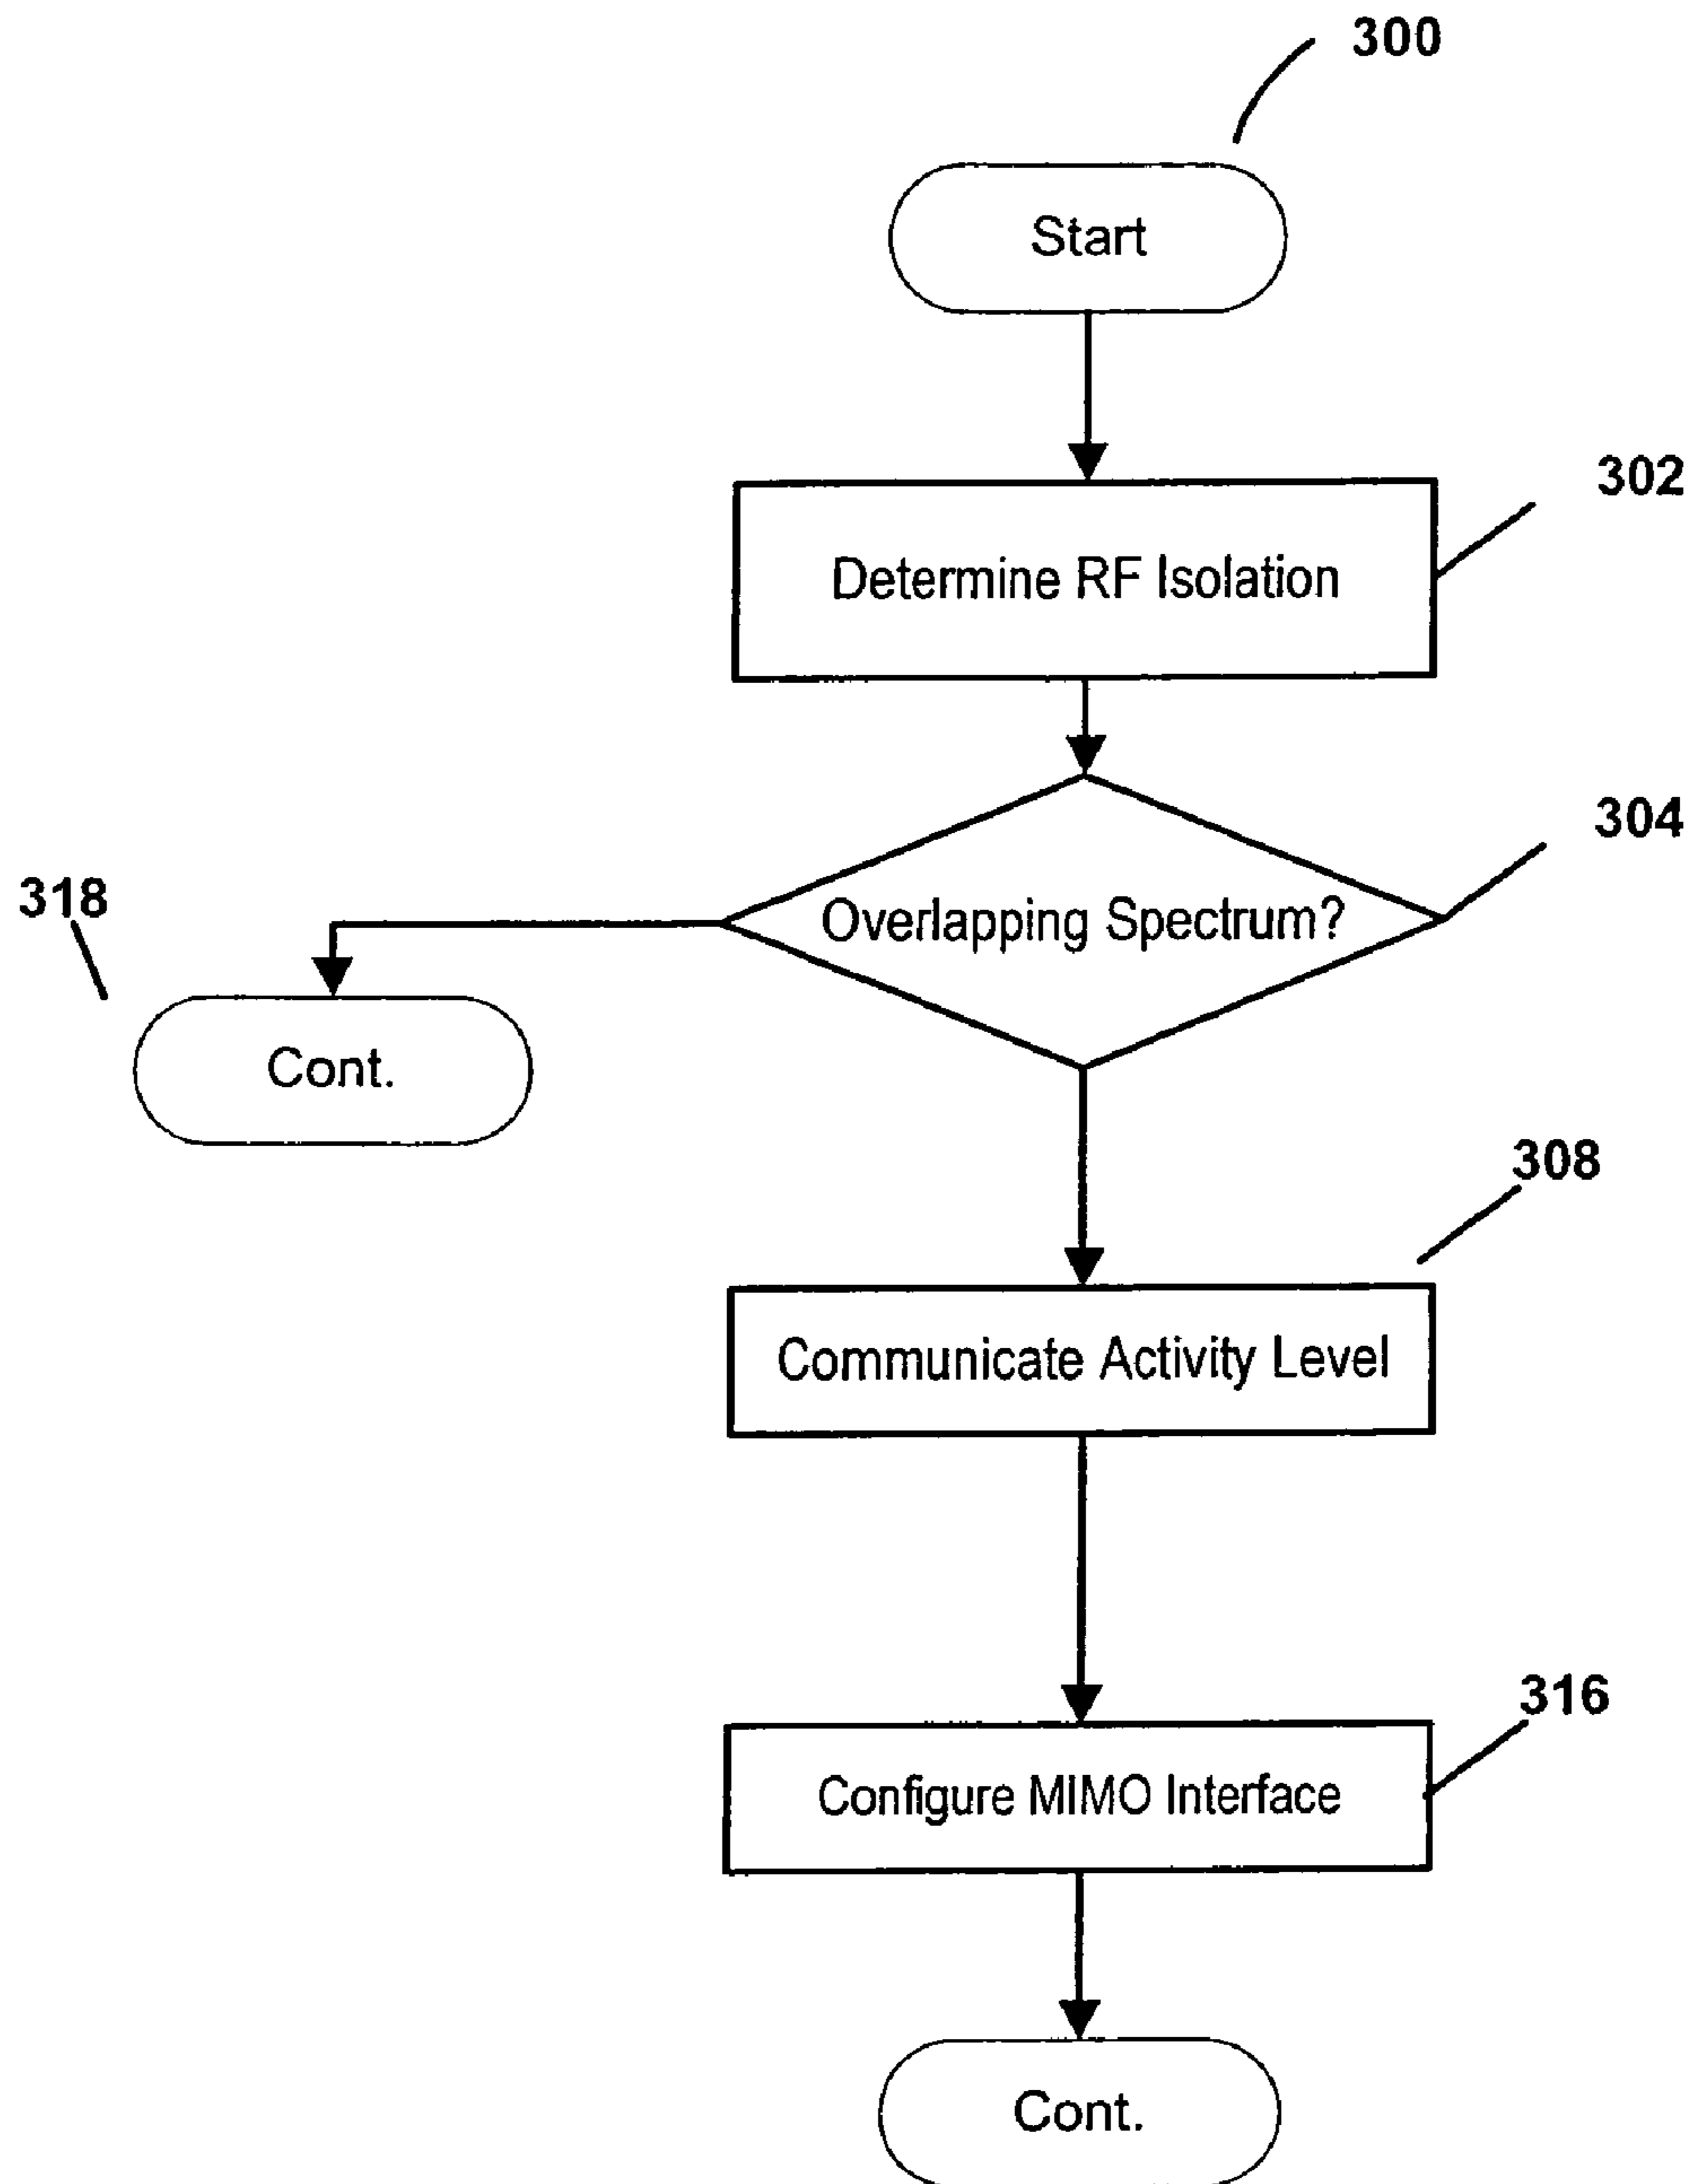 300
Start
302
Determine RF Isolation
304
Overlapping Spectrum?
318
Cont.
308
Communicate Activity Level
316
Configure MIMO Interface
Cont.